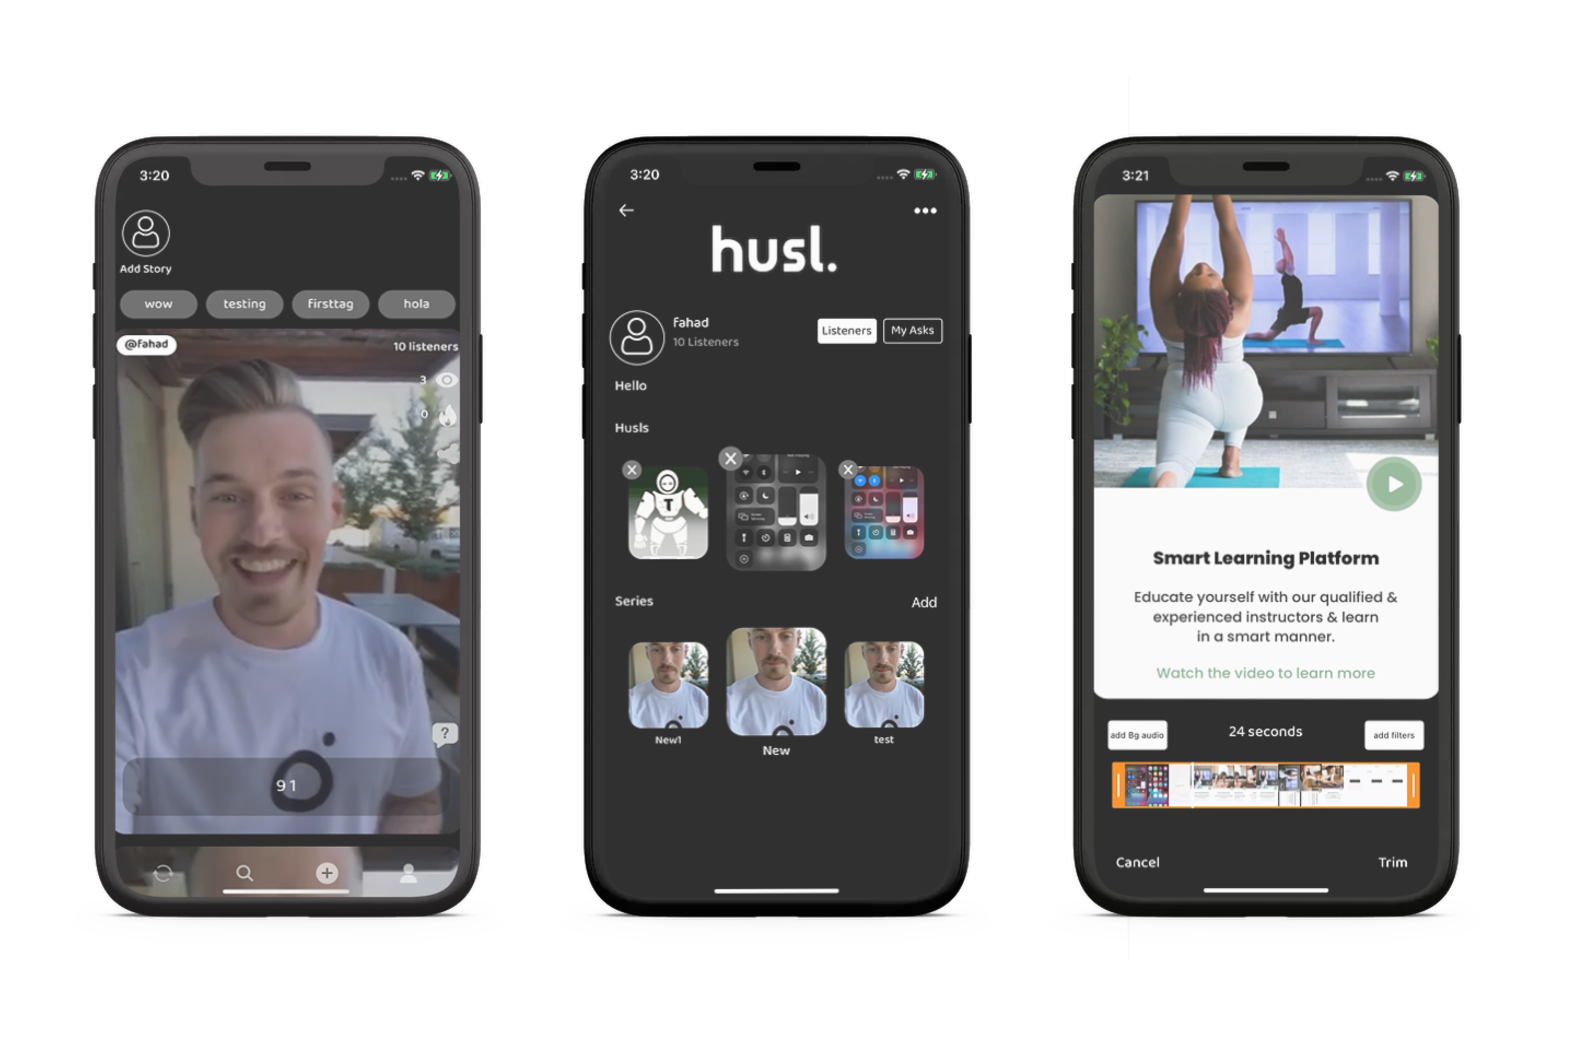 3:20
Add Story
wow
testing
firsttag
hola
@fahad
10 listeners
3
0
?
91
3:20
husl.
fahad
10 Listeners
Listeners
My Asks
Hello
Husls
T
Series
Add
New1
New
test
3:21
Smart Learning Platform
Educate yourself with our qualified &
experienced instructors & learn
in a smart manner.
Watch the video to learn more
add Bg audio
24 seconds
add filters
Cancel
Trim